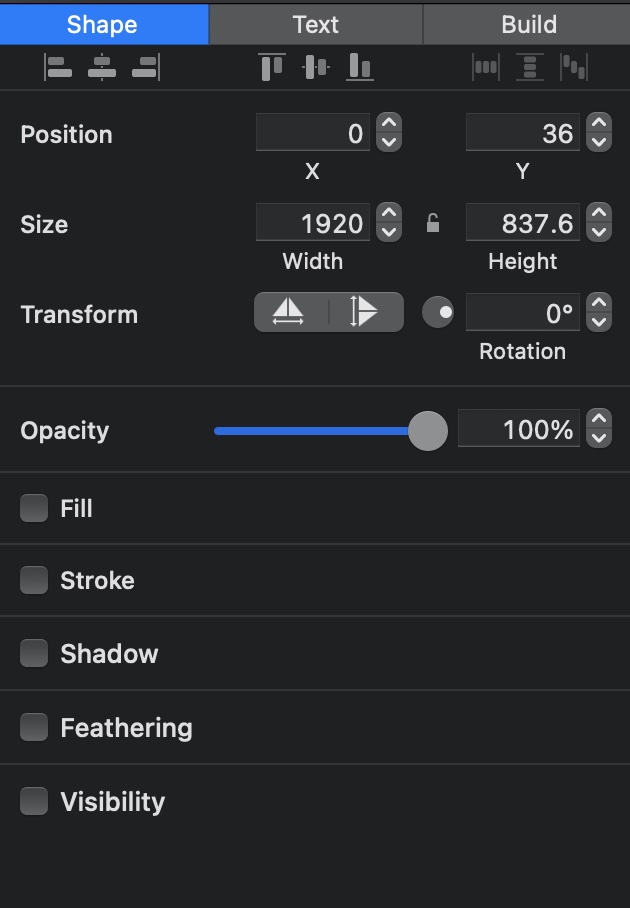 Shape Text Build
Position 0 36
X Y
Size 1920 837.6
Width Height
Transform 0°
Rotation
Opacity 100%
Fill
Stroke
Shadow
Feathering
Visibility